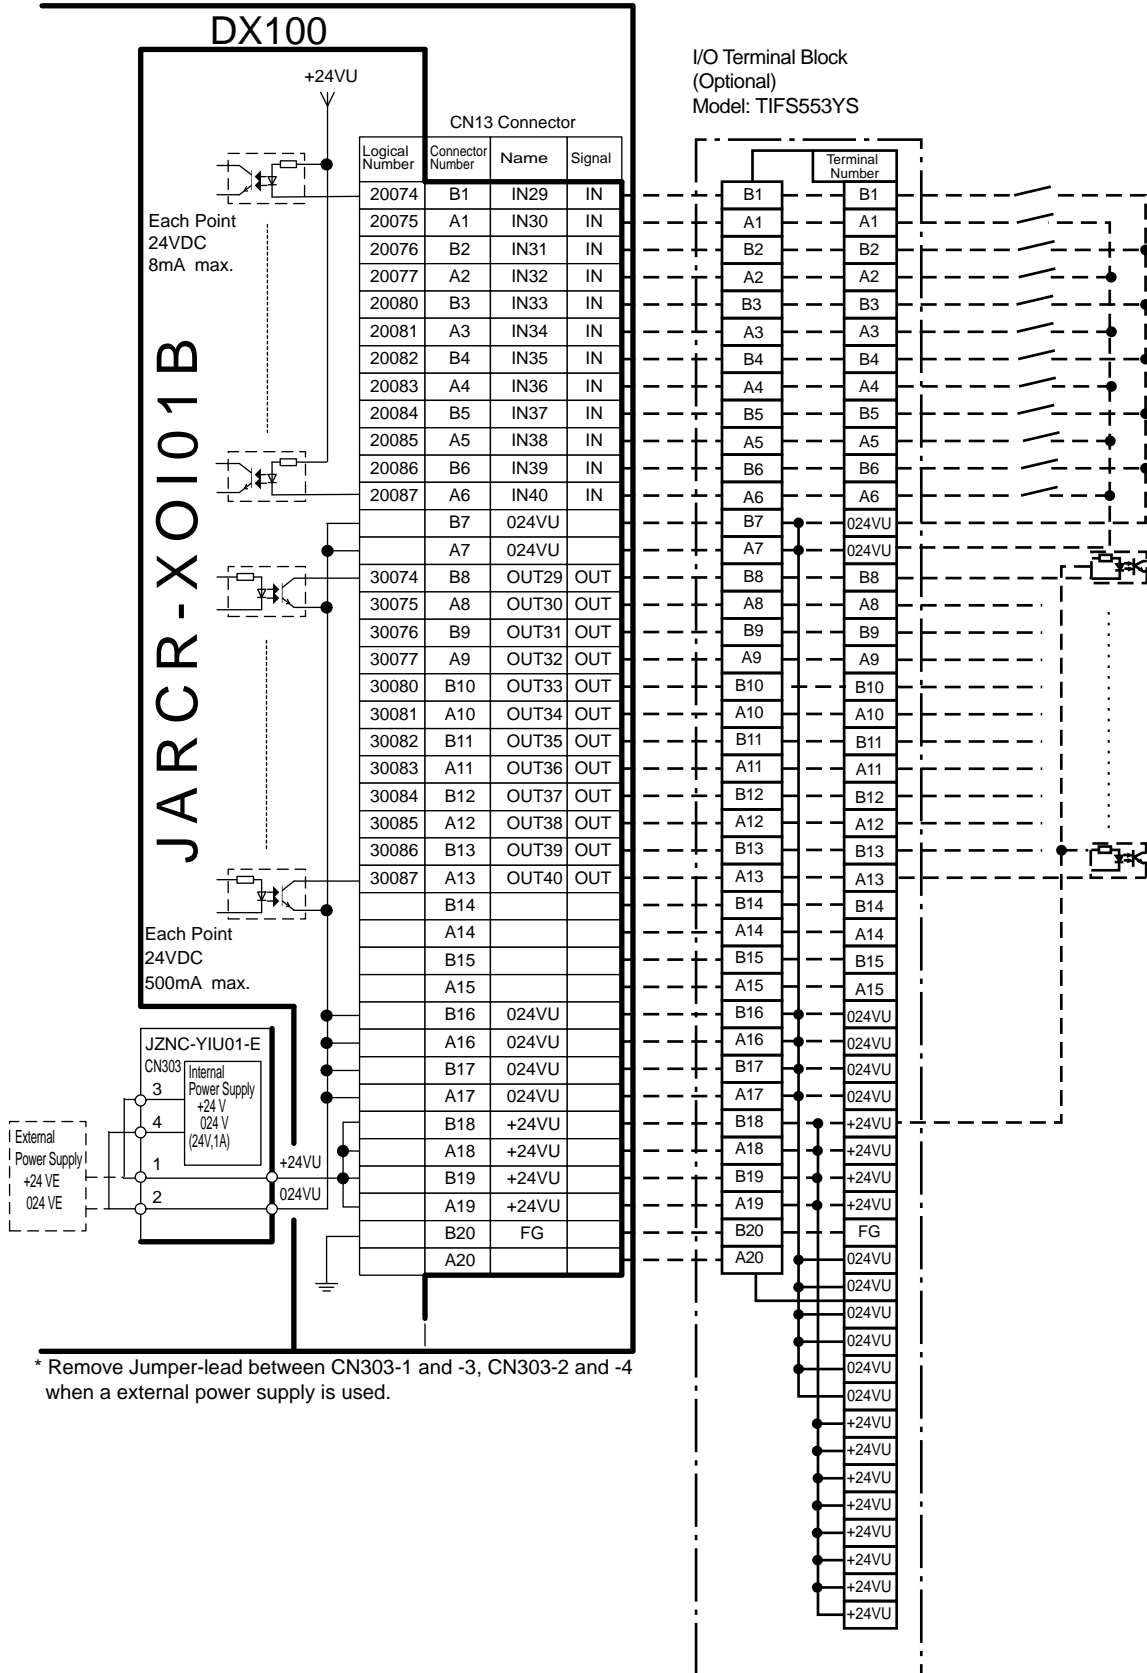 DX100
I/O Terminal Block
(Optional)
Model: TIFS553YS
+24VU
CN13 Connector
Logical Number Connector Number Name Signal
Terminal Number
20074 B1 IN29 IN B1 B1
20075 A1 IN30 IN A1 A1
20076 B2 IN31 IN B2 B2
20077 A2 IN32 IN A2 A2
20080 B3 IN33 IN B3 B3
20081 A3 IN34 IN A3 A3
20082 B4 IN35 IN B4 B4
20083 A4 IN36 IN A4 A4
20084 B5 IN37 IN B5 B5
20085 A5 IN38 IN A5 A5
20086 B6 IN39 IN B6 B6
20087 A6 IN40 IN A6 A6
B7 024VU B7 024VU
A7 024VU A7 024VU
30074 B8 OUT29 OUT B8 B8
30075 A8 OUT30 OUT A8 A8
30076 B9 OUT31 OUT B9 B9
30077 A9 OUT32 OUT A9 A9
30080 B10 OUT33 OUT B10 B10
30081 A10 OUT34 OUT A10 A10
30082 B11 OUT35 OUT B11 B11
30083 A11 OUT36 OUT A11 A11
30084 B12 OUT37 OUT B12 B12
30085 A12 OUT38 OUT A12 A12
30086 B13 OUT39 OUT B13 B13
30087 A13 OUT40 OUT A13 A13
B14 B14 B14
A14 A14 A14
B15 B15 B15
A15 A15 A15
B16 024VU B16 024VU
A16 024VU A16 024VU
B17 024VU B17 024VU
A17 024VU A17 024VU
B18 +24VU B18 +24VU
A18 +24VU A18 +24VU
B19 +24VU B19 +24VU
A19 +24VU A19 +24VU
B20 FG B20 FG
A20 A20 024VU
024VU
024VU
024VU
024VU
024VU
+24VU
+24VU
+24VU
+24VU
+24VU
+24VU
+24VU
+24VU
Each Point
24VDC
8mA max.
JARCR-XOI01B
Each Point
24VDC
500mA max.
JZNC-YIU01-E
CN303
Internal
Power Supply
+24 V
024 V
(24V,1A)
3
4
1
2
+24VU
024VU
External
Power Supply
+24 VE
024 VE
* Remove Jumper-lead between CN303-1 and -3, CN303-2 and -4
when a external power supply is used.